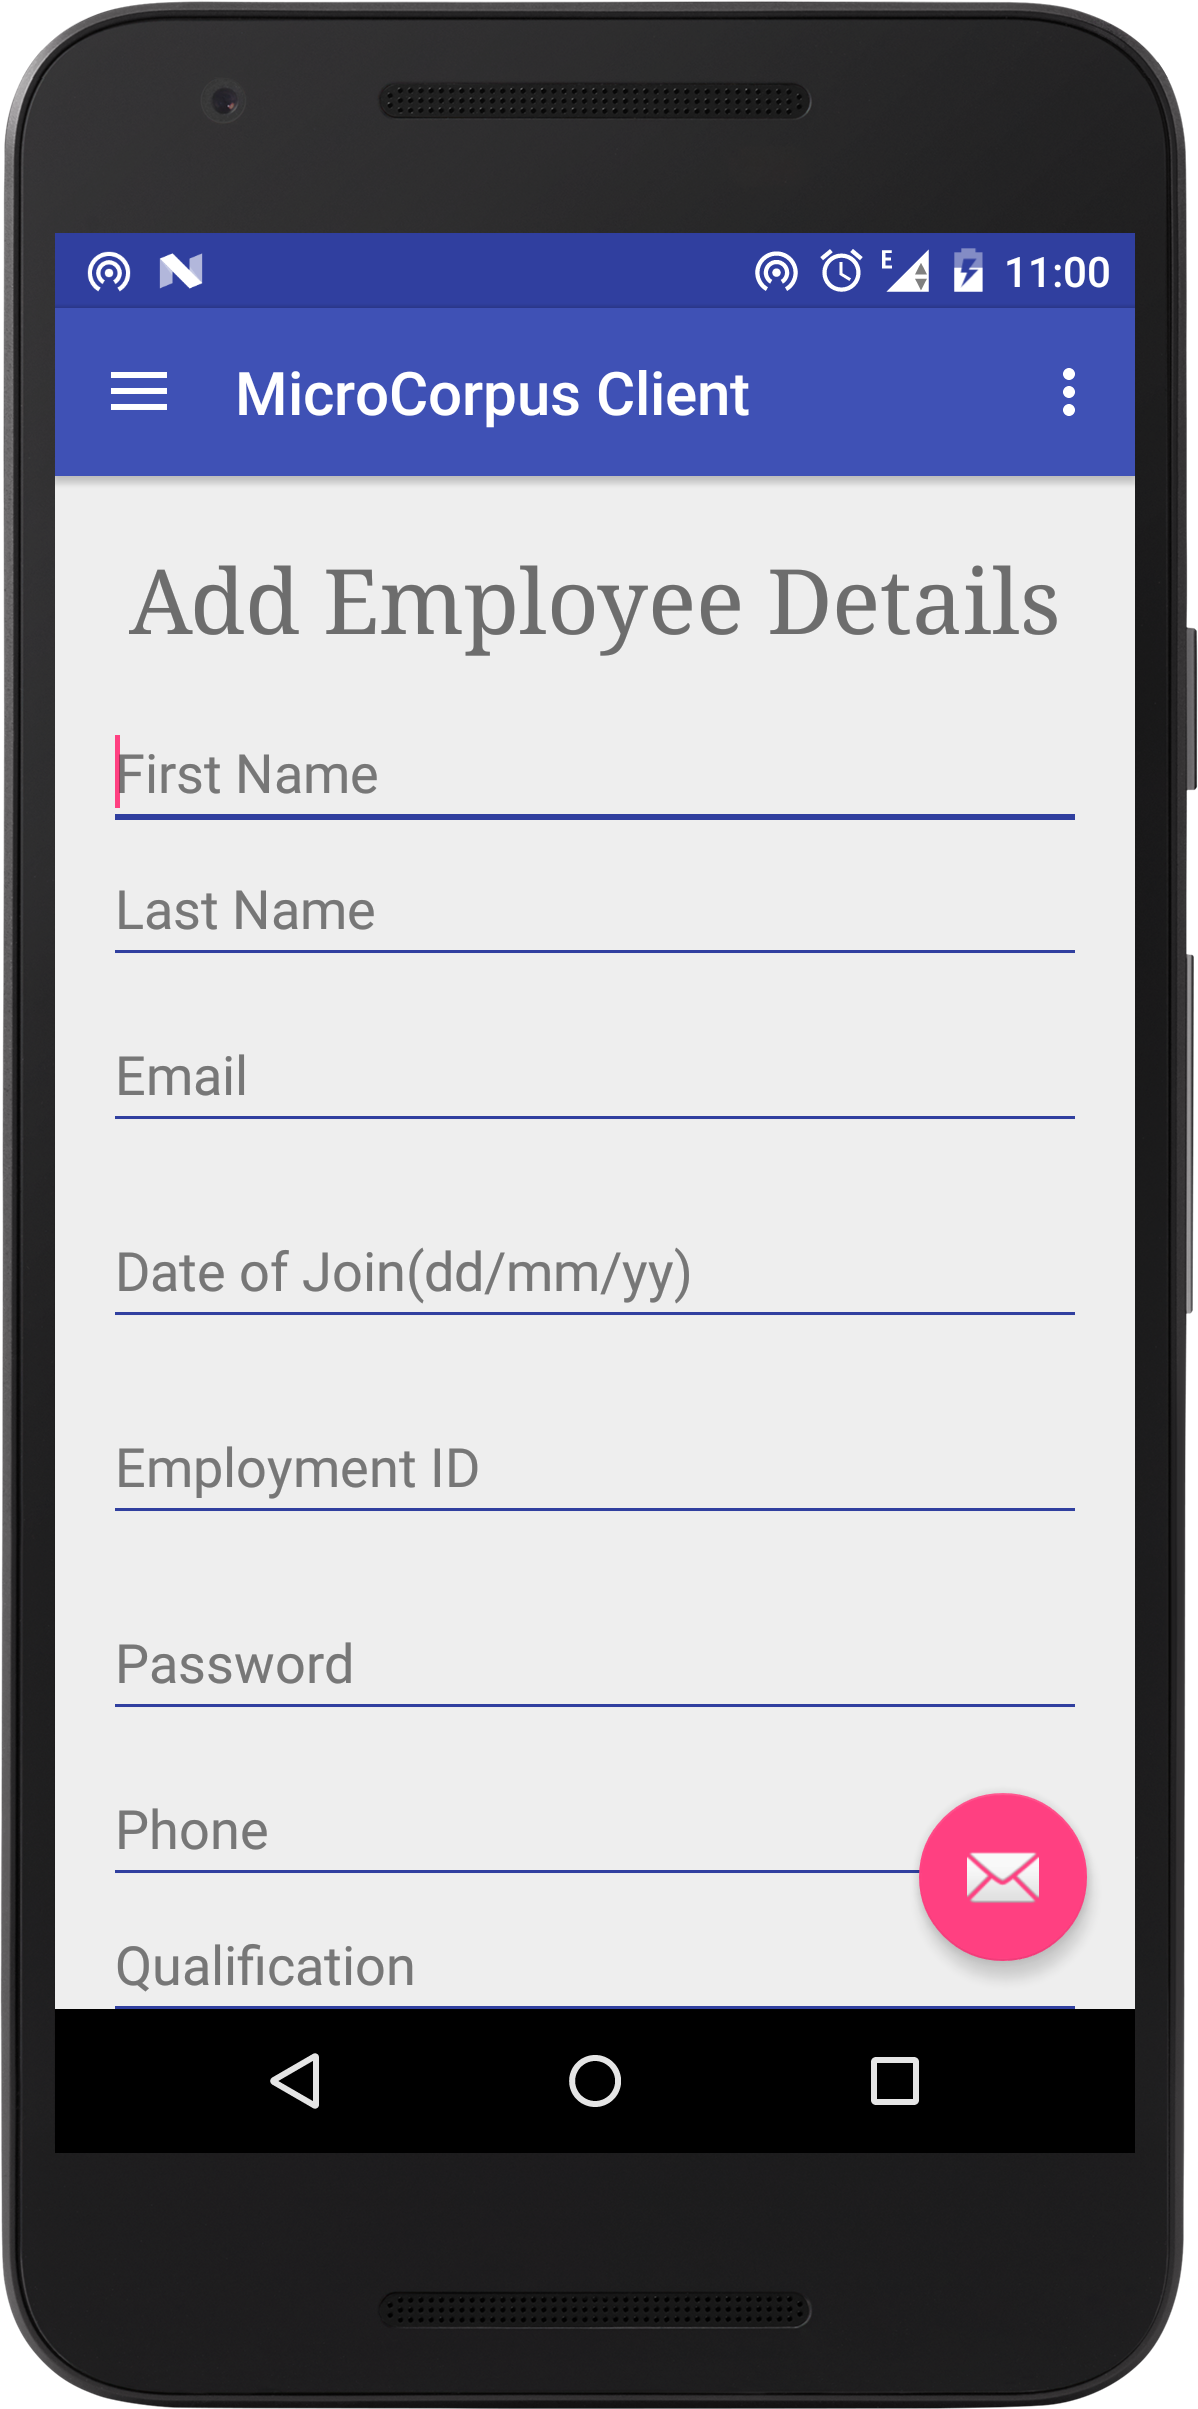 E 11:00
MicroCorpus Client
Add Employee Details
First Name
Last Name
Email
Date of Join(dd/mm/yy)
Employment ID
Password
Phone
Qualification